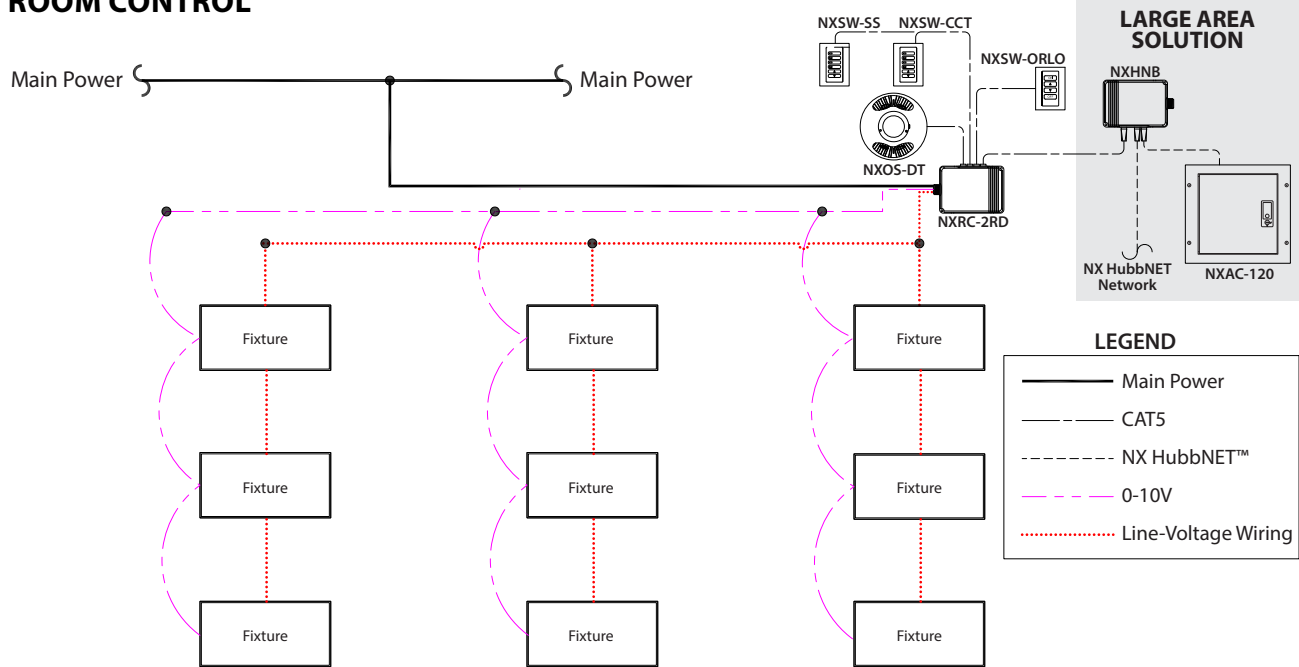 ROOM CONTROL
Main Power
Main Power
NXSW-SS
NXSW-CCT
NXSW-ORLO
NXOS-DT
NXRC-2RD
LARGE AREA
SOLUTION
NXHNB
NX HubbNET
Network
NXAC-120
Fixture
Fixture
Fixture
Fixture
Fixture
Fixture
Fixture
Fixture
Fixture
LEGEND
Main Power
CAT5
NX HubbNET™
0-10V
Line-Voltage Wiring